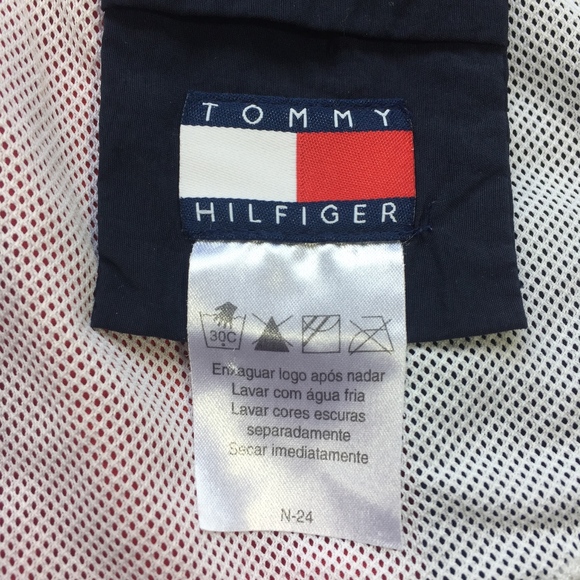 TOMMY
HILFIGER
30C
Enxaguar logo após nadar
Lavar com água fria
Lavar cores escuras
separadamente
Secar imediatamente
N-24